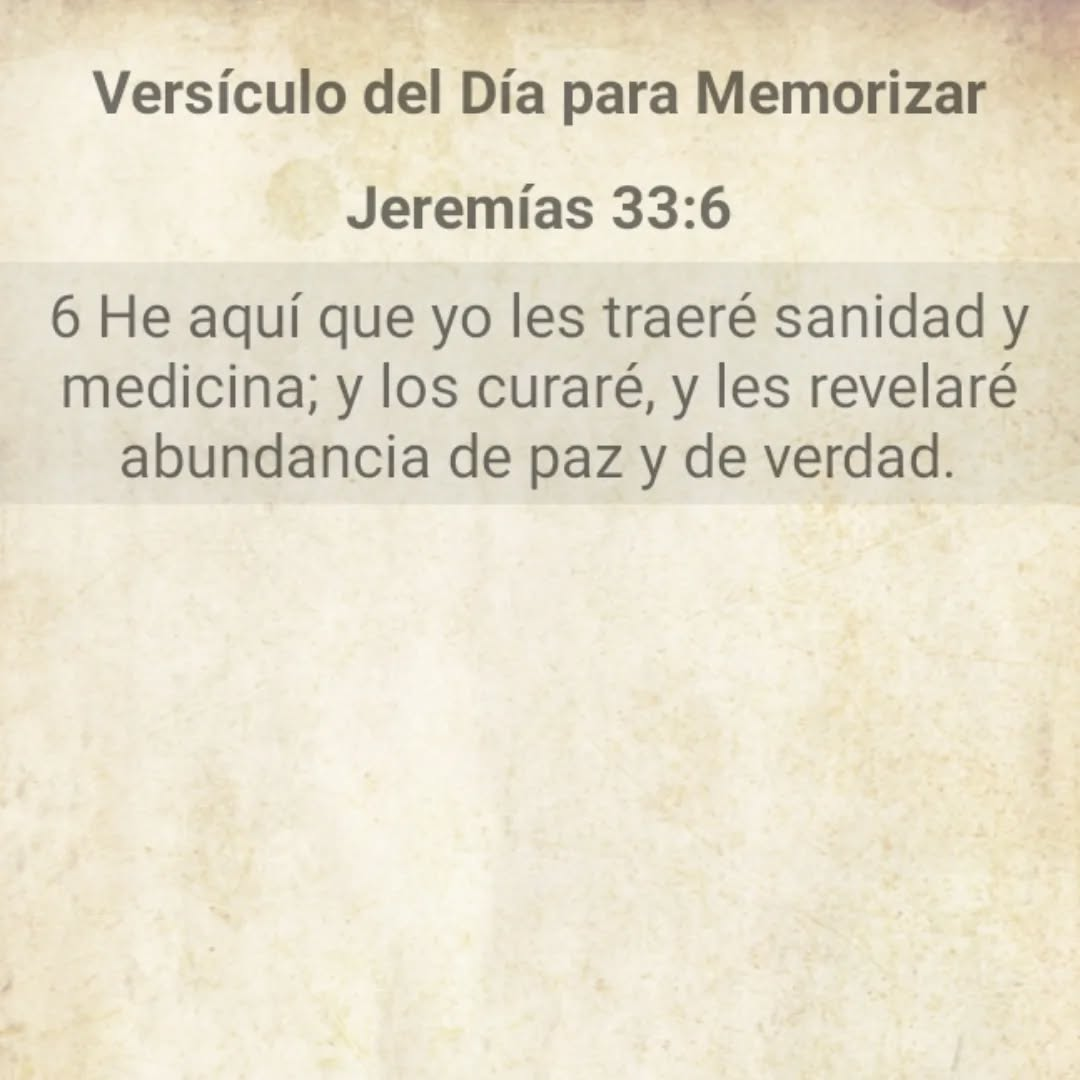 Versículo del Día para Memorizar
Jeremías 33:6
6 He aquí que yo les traeré sanidad y
medicina; y los curaré, y les revelaré
abundancia de paz y de verdad.